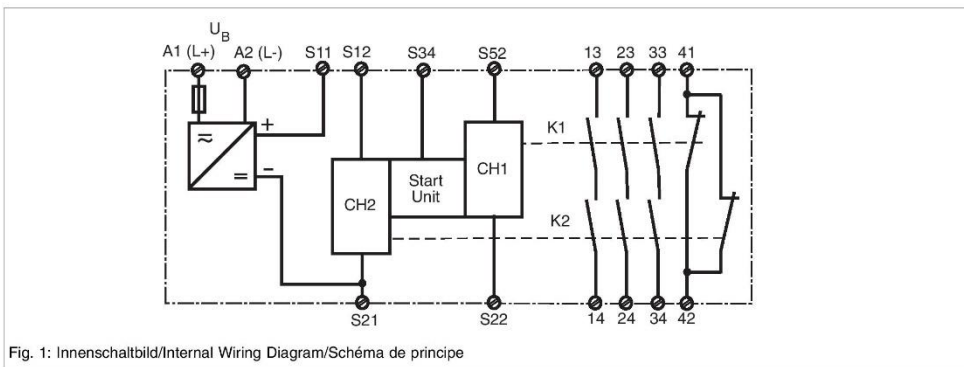 U_B
A1 (L+) A2 (L-) S11 S12 S34 S52 13 23 33 41
+
-
≂
=
K1
CH1
Start
Unit
CH2
K2
S21 S22 14 24 34 42
Fig. 1: Innenschaltbild/Internal Wiring Diagram/Schéma de principe